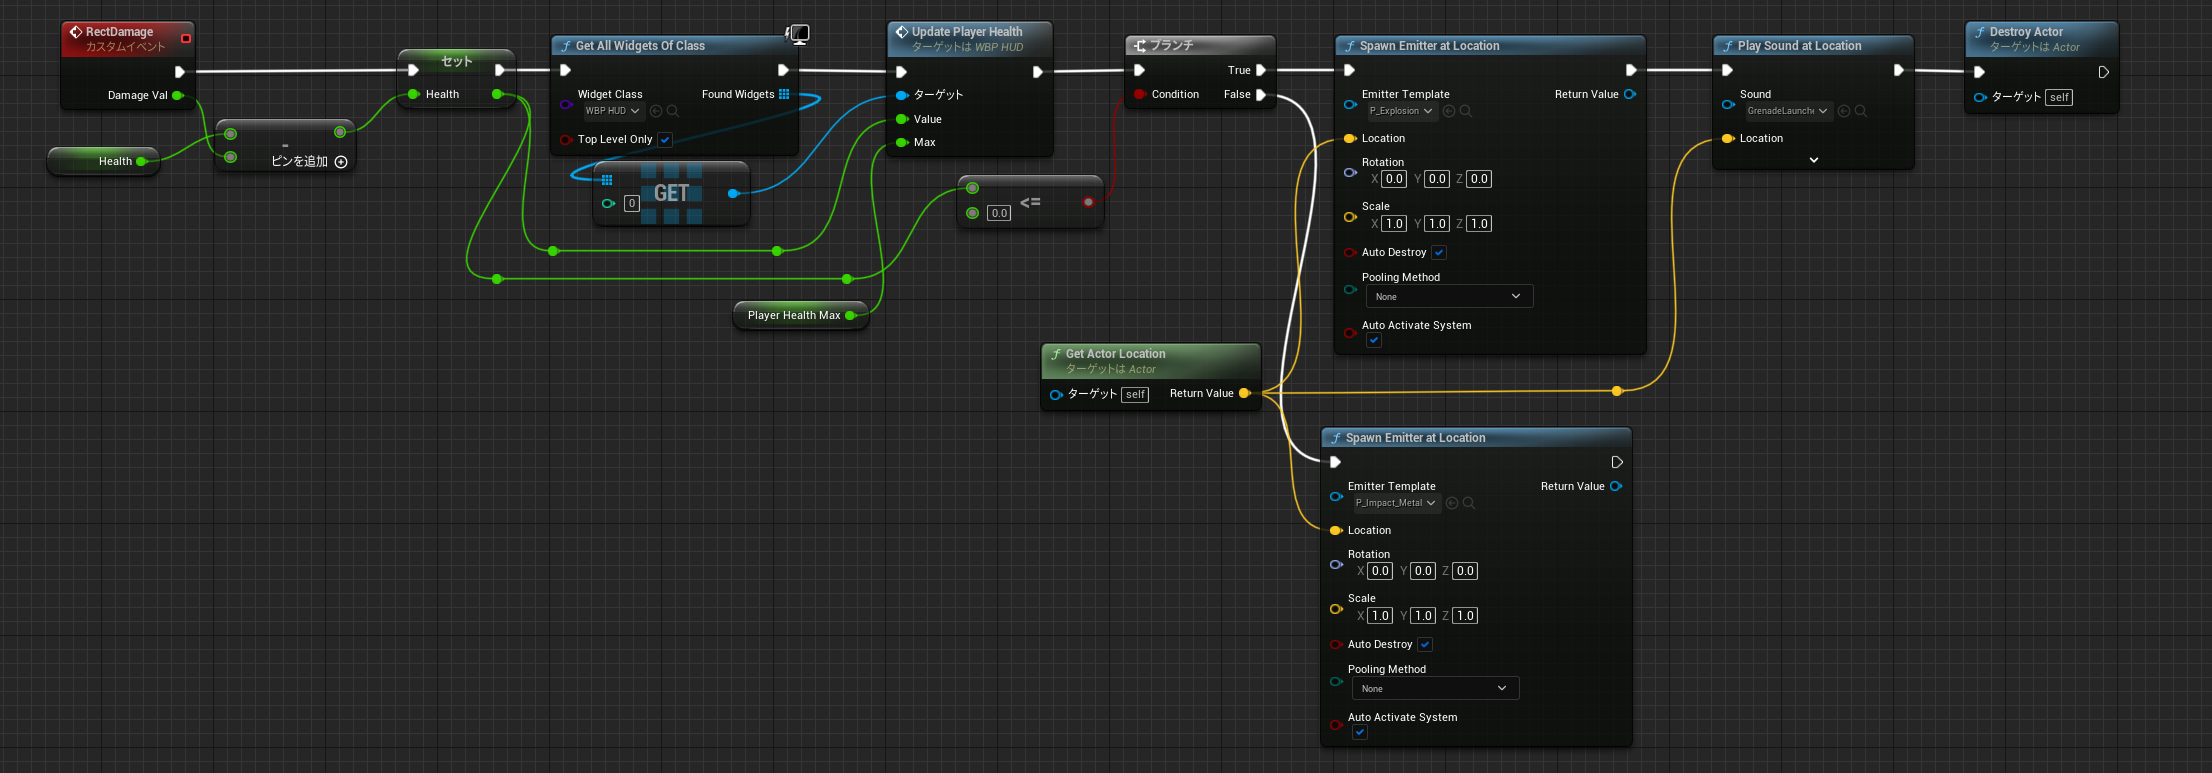 RectDamage
カスタムイベント
Damage Val
Health
-
ピンを追加
セット
Health
Get All Widgets Of Class
Widget Class
WBP HUD
Found Widgets
Top Level Only
GET
0
Update Player Health
ターゲットは WBP HUD
ターゲット
Value
Max
Player Health Max
0.0
<=
ブランチ
True
Condition
False
Get Actor Location
ターゲットは Actor
ターゲット self
Return Value
Spawn Emitter at Location
Emitter Template
P_Explosion
Return Value
Location
Rotation
X 0.0 Y 0.0 Z 0.0
Scale
X 1.0 Y 1.0 Z 1.0
Auto Destroy
Pooling Method
None
Auto Activate System
Play Sound at Location
Sound
GrenadeLaunche
Location
Destroy Actor
ターゲットは Actor
ターゲット self
Spawn Emitter at Location
Emitter Template
P_Impact_Metal
Return Value
Location
Rotation
X 0.0 Y 0.0 Z 0.0
Scale
X 1.0 Y 1.0 Z 1.0
Auto Destroy
Pooling Method
None
Auto Activate System